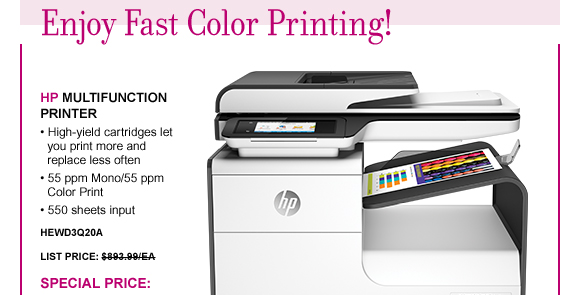 Enjoy Fast Color Printing!
HP MULTIFUNCTION
PRINTER
• High-yield cartridges let
you print more and
replace less often
• 55 ppm Mono/55 ppm
Color Print
• 550 sheets input
HEWD3Q20A
LIST PRICE: $893.99/EA
SPECIAL PRICE:
hp